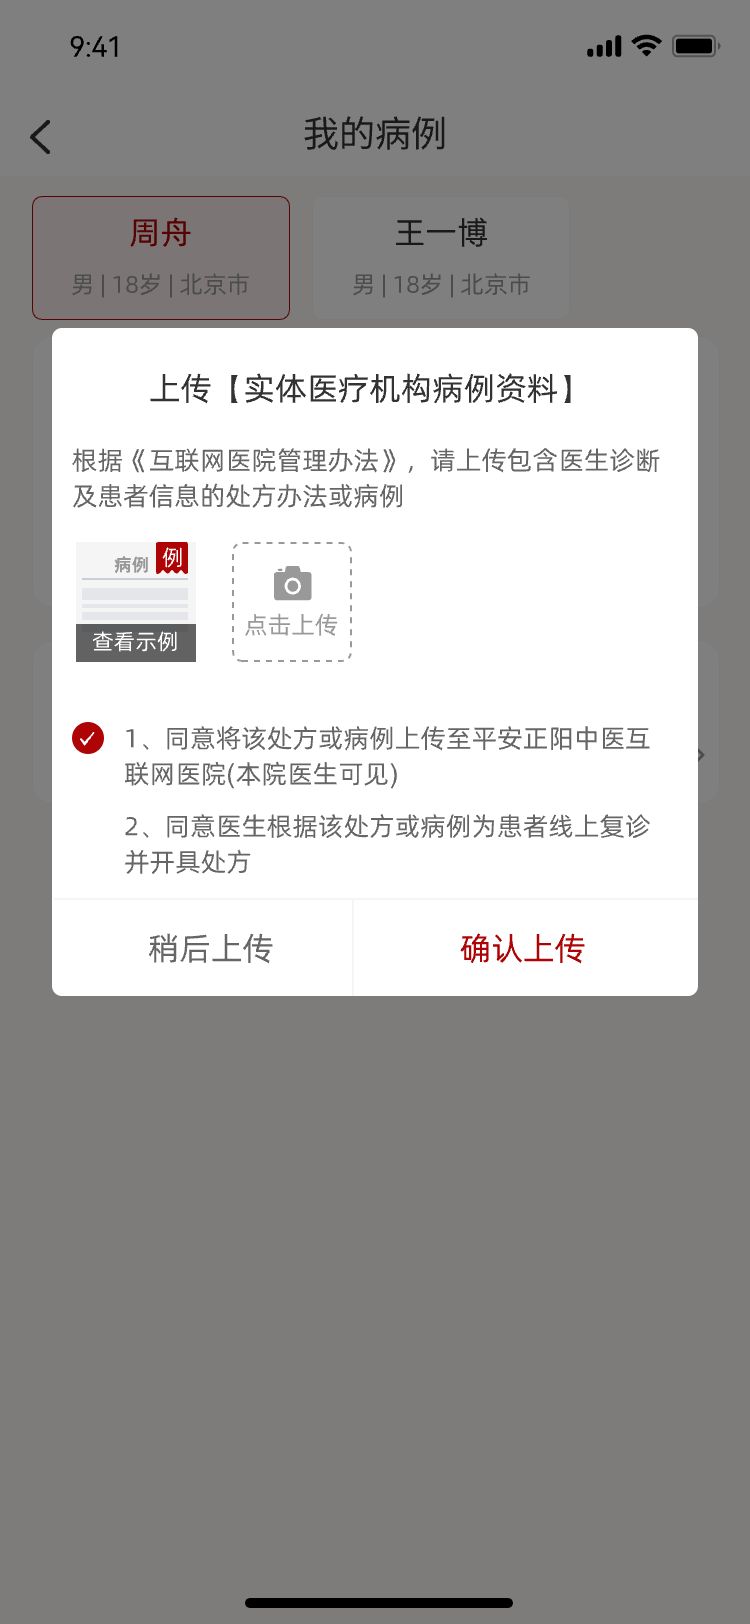 9:41
我的病例
周舟
王一博
男 | 18岁 | 北京市
男 | 18岁 | 北京市
上传【实体医疗机构病例资料】
根据《互联网医院管理办法》，请上传包含医生诊断
及患者信息的处方办法或病例
病例
例
查看示例
点击上传
1、同意将该处方或病例上传至平安正阳中医互
联网医院(本院医生可见)
2、同意医生根据该处方或病例为患者线上复诊
并开具处方
稍后上传
确认上传